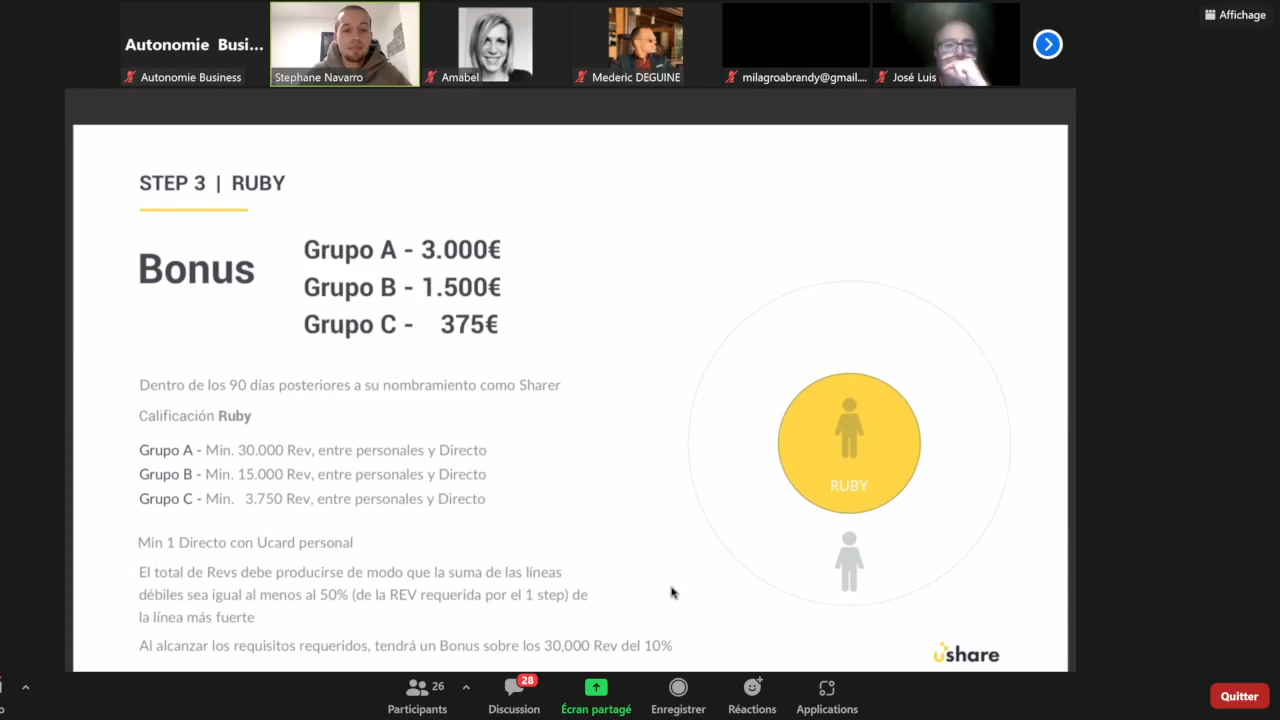 Affichage
Autonomie Busi...
Autonomie Business
Stephane Navarro
Amabel
Mederic DEGUINE
milagroabrandy@gmail....
José Luis
STEP 3 | RUBY
Bonus
Grupo A - 3.000€
Grupo B - 1.500€
Grupo C - 375€
Dentro de los 90 días posteriores a su nombramiento como Sharer
Calificación Ruby
Grupo A - Min. 30.000 Rev, entre personales y Directo
Grupo B - Min. 15.000 Rev, entre personales y Directo
Grupo C - Min. 3.750 Rev, entre personales y Directo
Min 1 Directo con Ucard personal
El total de Revs debe producirse de modo que la suma de las líneas
débiles sea igual al menos al 50% (de la REV requerida por el 1 step) de
la línea más fuerte
Al alcanzar los requisitos requeridos, tendrá un Bonus sobre los 30,000 Rev del 10%
RUBY
ushare
26
28
Participants
Discussion
Écran partagé
Enregistrer
Réactions
Applications
Quitter